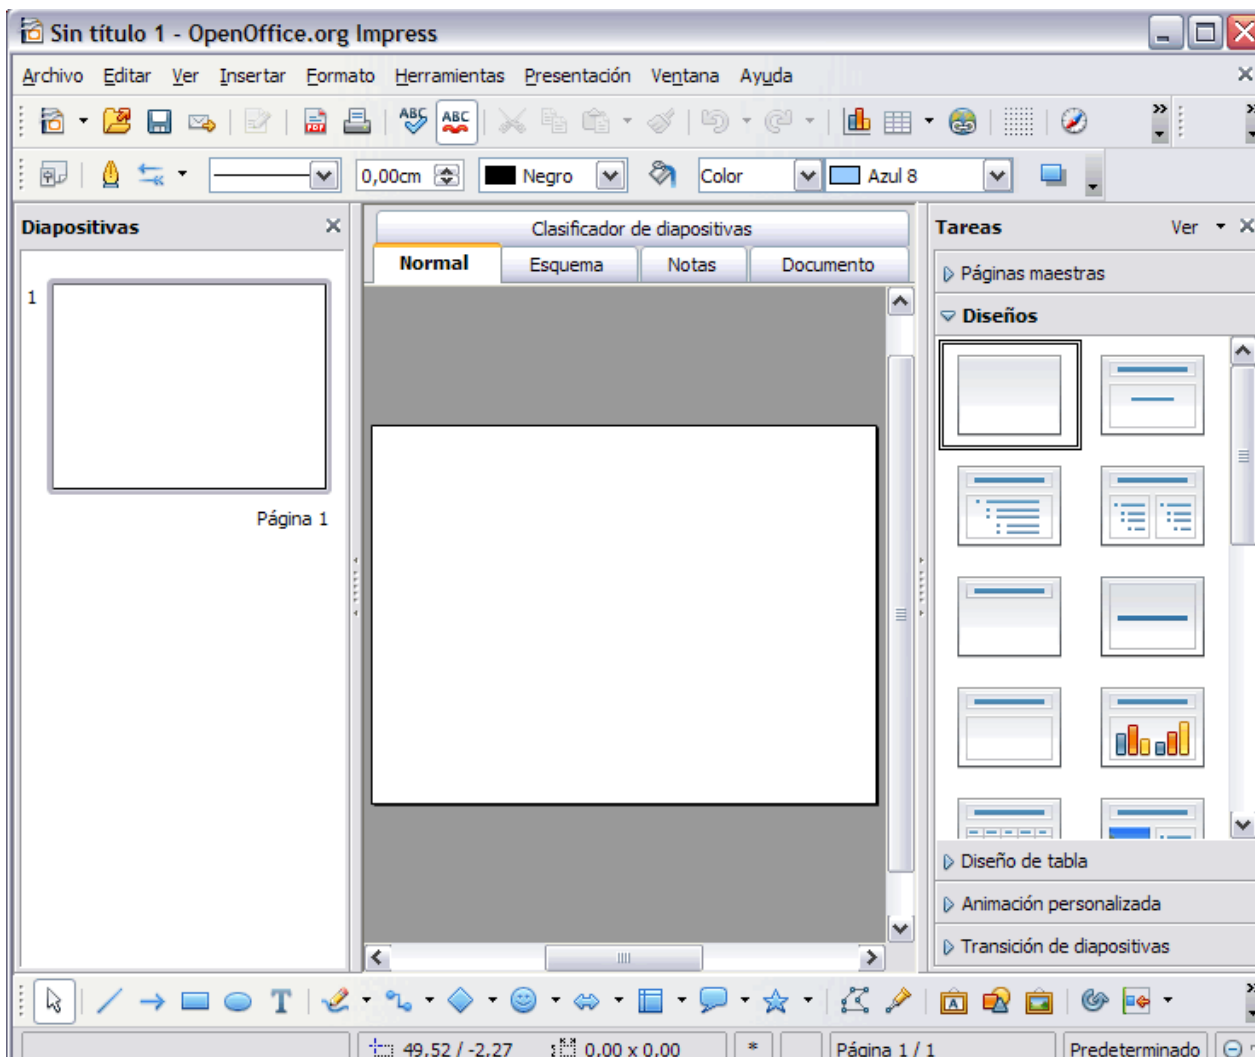 Sin título 1 - OpenOffice.org Impress
Archivo Editar Ver Insertar Formato Herramientas Presentación Ventana Ayuda
PDF ABC ABC
0,00cm Negro Color Azul 8
Diapositivas
1
Página 1
Clasificador de diapositivas
Normal Esquema Notas Documento
Tareas Ver
Páginas maestras
Diseños
Diseño de tabla
Animación personalizada
Transición de diapositivas
T A
49,52 / -2,27 0,00 x 0,00 * Página 1 / 1 Predeterminado